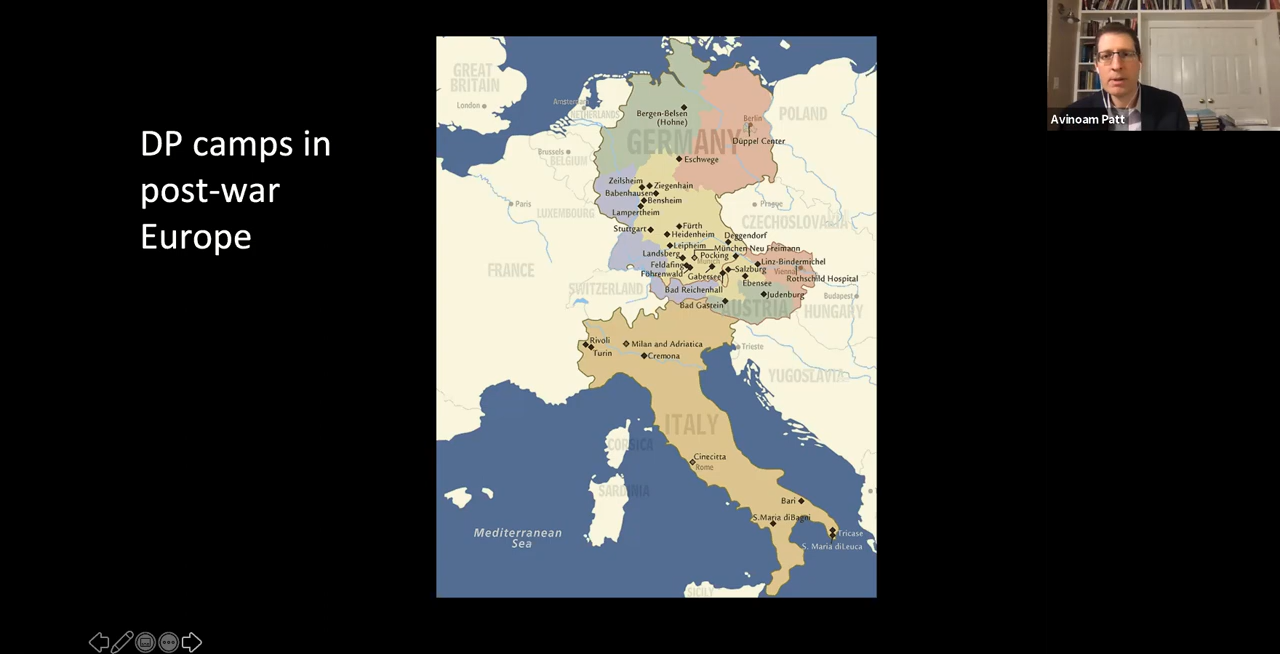 DP camps in
post-war
Europe
Avinoam Patt
GREAT
BRITAIN
London
Amsterdam
NETHERLANDS
Brussels
BELGIUM
LUXEMBOURG
Paris
FRANCE
SWITZERLAND
Bergen-Belsen
(Hohne)
GERMANY
Berlin
Düppel Center
POLAND
Eschwege
Zeilsheim
Ziegenhain
Babenhausen
Bensheim
Lampertheim
Prague
CZECHOSLOVAKIA
Stuttgart
Fürth
Heidenheim
Deggendorf
Leipheim
München Neu Freimann
Landsberg
Pocking
Munich
Feldafing
Föhrenwald
Gabersee
Salzburg
Linz-Bindermichel
Vienna
Rothschild Hospital
Ebensee
Bad Reichenhall
Judenburg
Budapest
Bad Gastein
AUSTRIA
HUNGARY
Rivoli
Turin
Milan and Adriatica
Cremona
Trieste
YUGOSLAVIA
ITALY
CORSICA
Cinecitta
Rome
SARDINIA
Bari
S.Maria diBagni
Tricase
S. Maria diLeuca
Mediterranean
Sea
SICILY